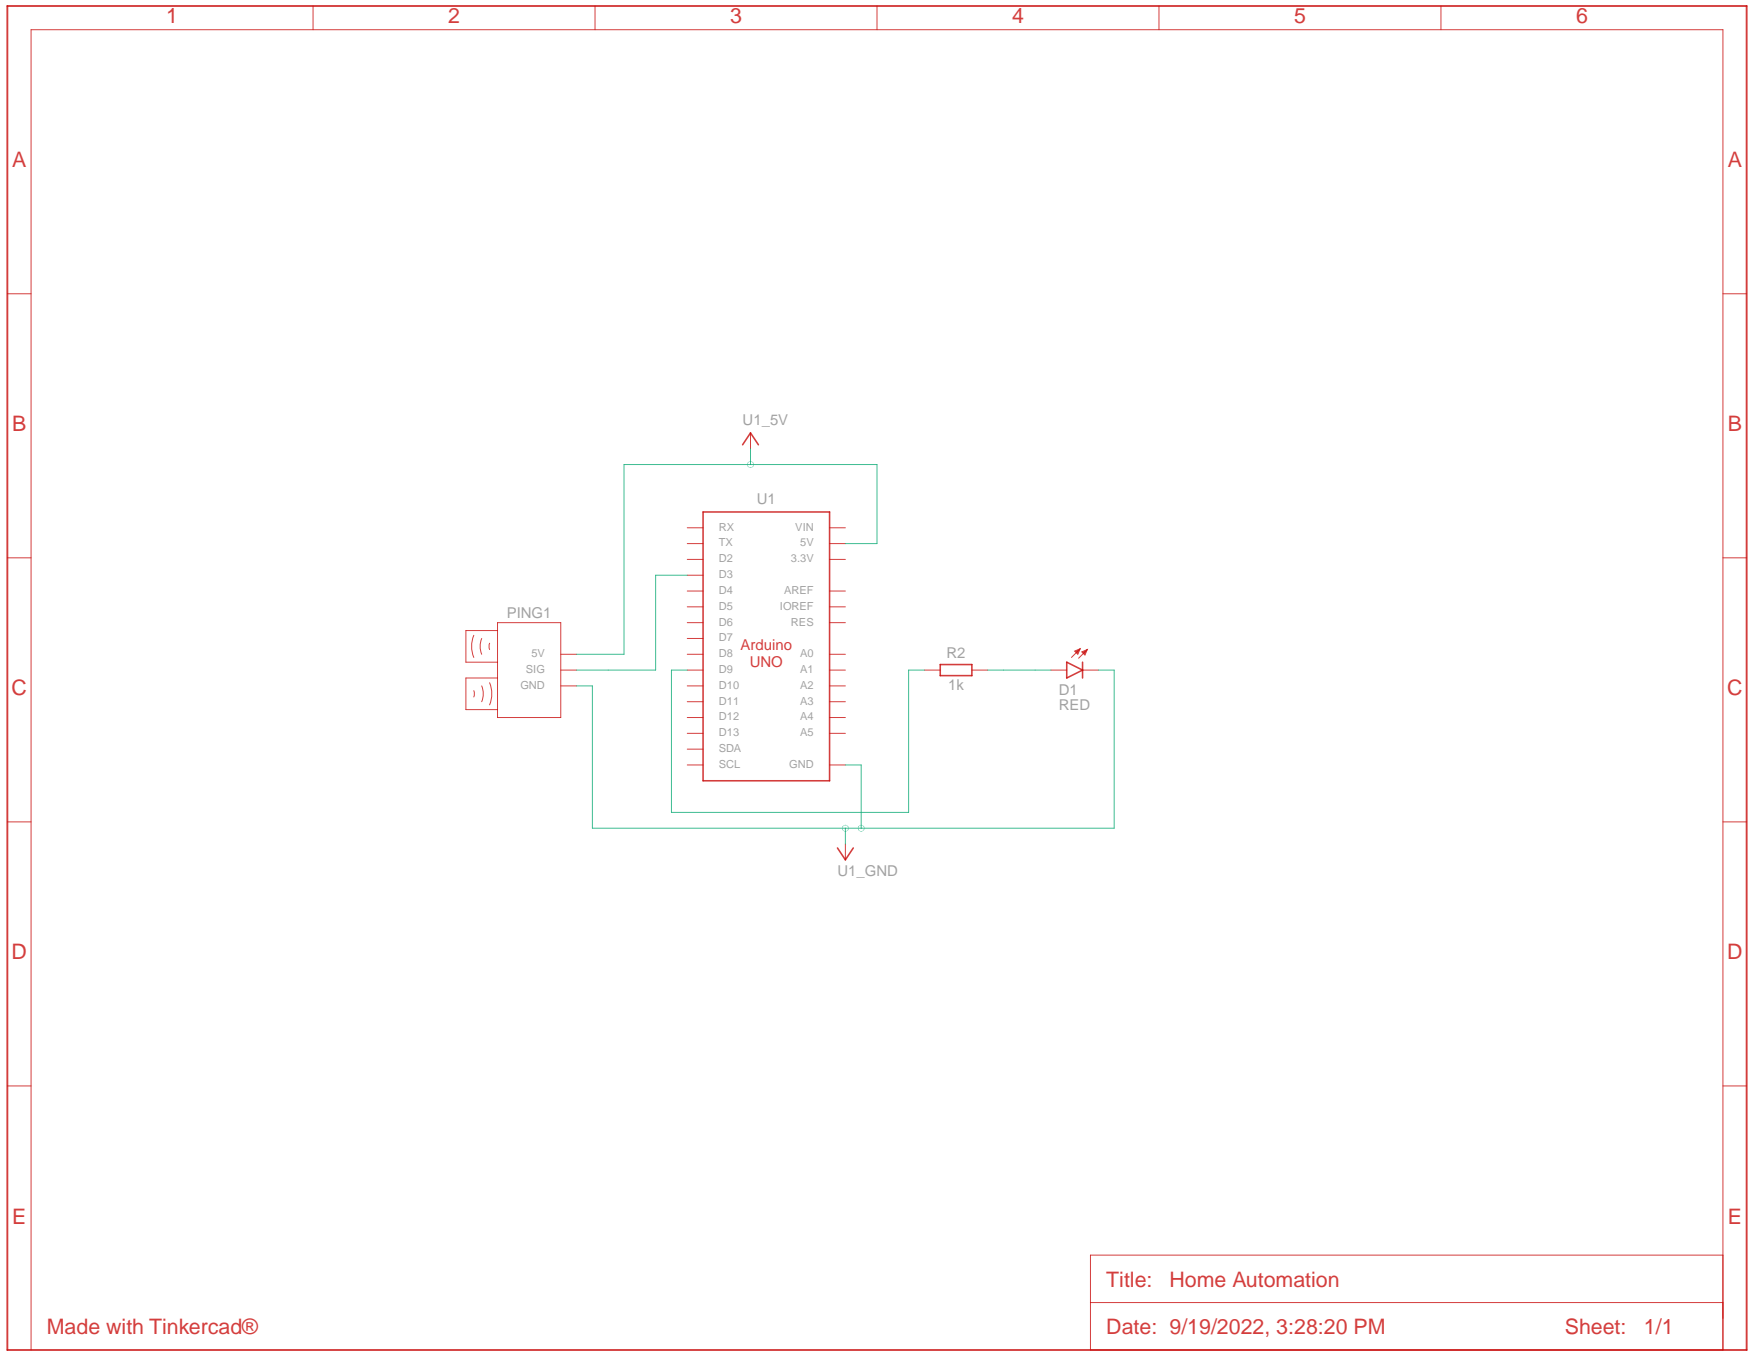 1 2 3 4 5 6
A A
U1_5V
B B
U1
RX VIN
TX 5V
D2 3.3V
D3
D4 AREF
D5 IOREF
PING1
D6 RES
D7
Arduino
5V
D8 A0
UNO
R2
SIG
D9 A1
GND
D10 A2
1k
D1
C C
D11 A3
RED
D12 A4
D13 A5
SDA
SCL GND
U1_GND
D D
E E
Title: Home Automation
Made with Tinkercad®
Date: 9/19/2022, 3:28:20 PM Sheet: 1/1